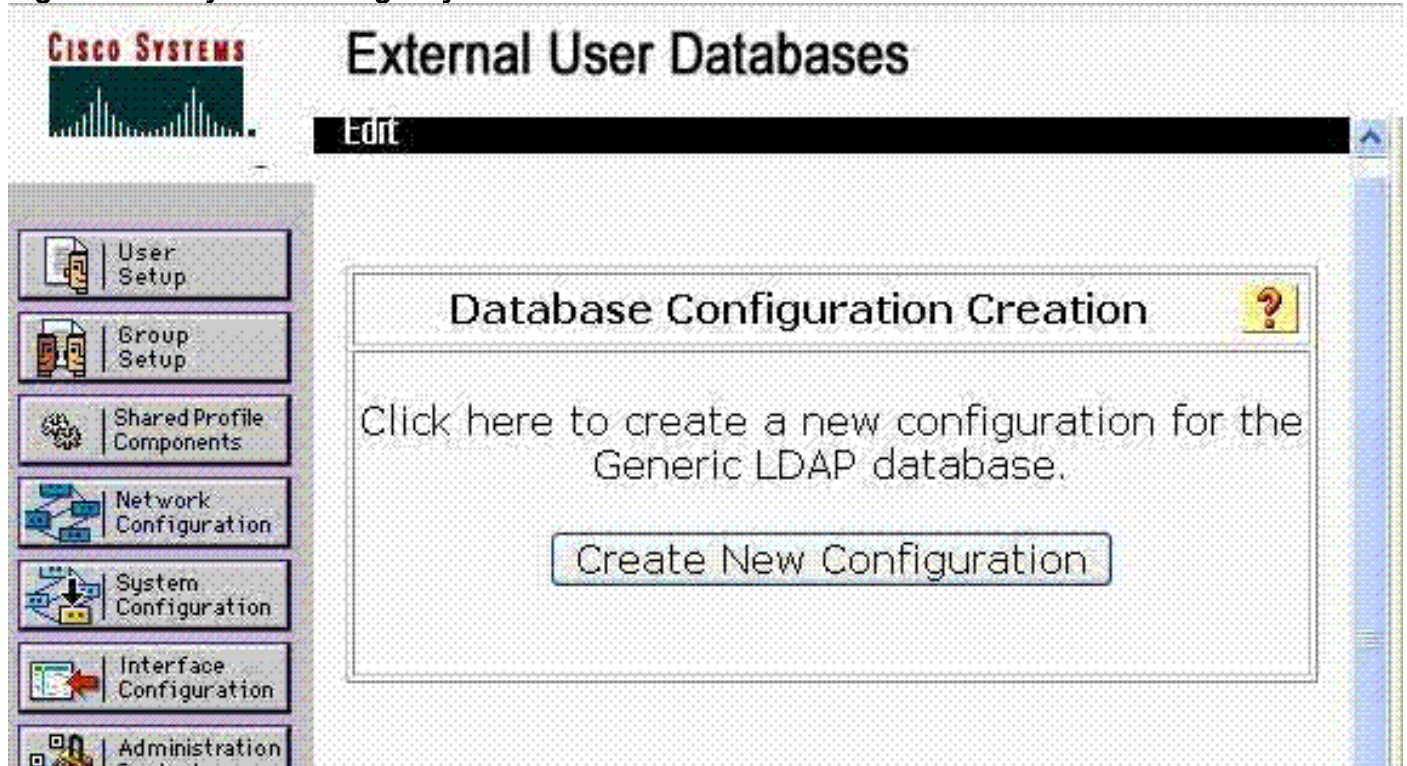 CISCO SYSTEMS
External User Databases
Edit
User
Setup
Group
Setup
Shared Profile
Components
Network
Configuration
System
Configuration
Interface
Configuration
Administration
Database Configuration Creation
?
Click here to create a new configuration for the
Generic LDAP database.
Create New Configuration